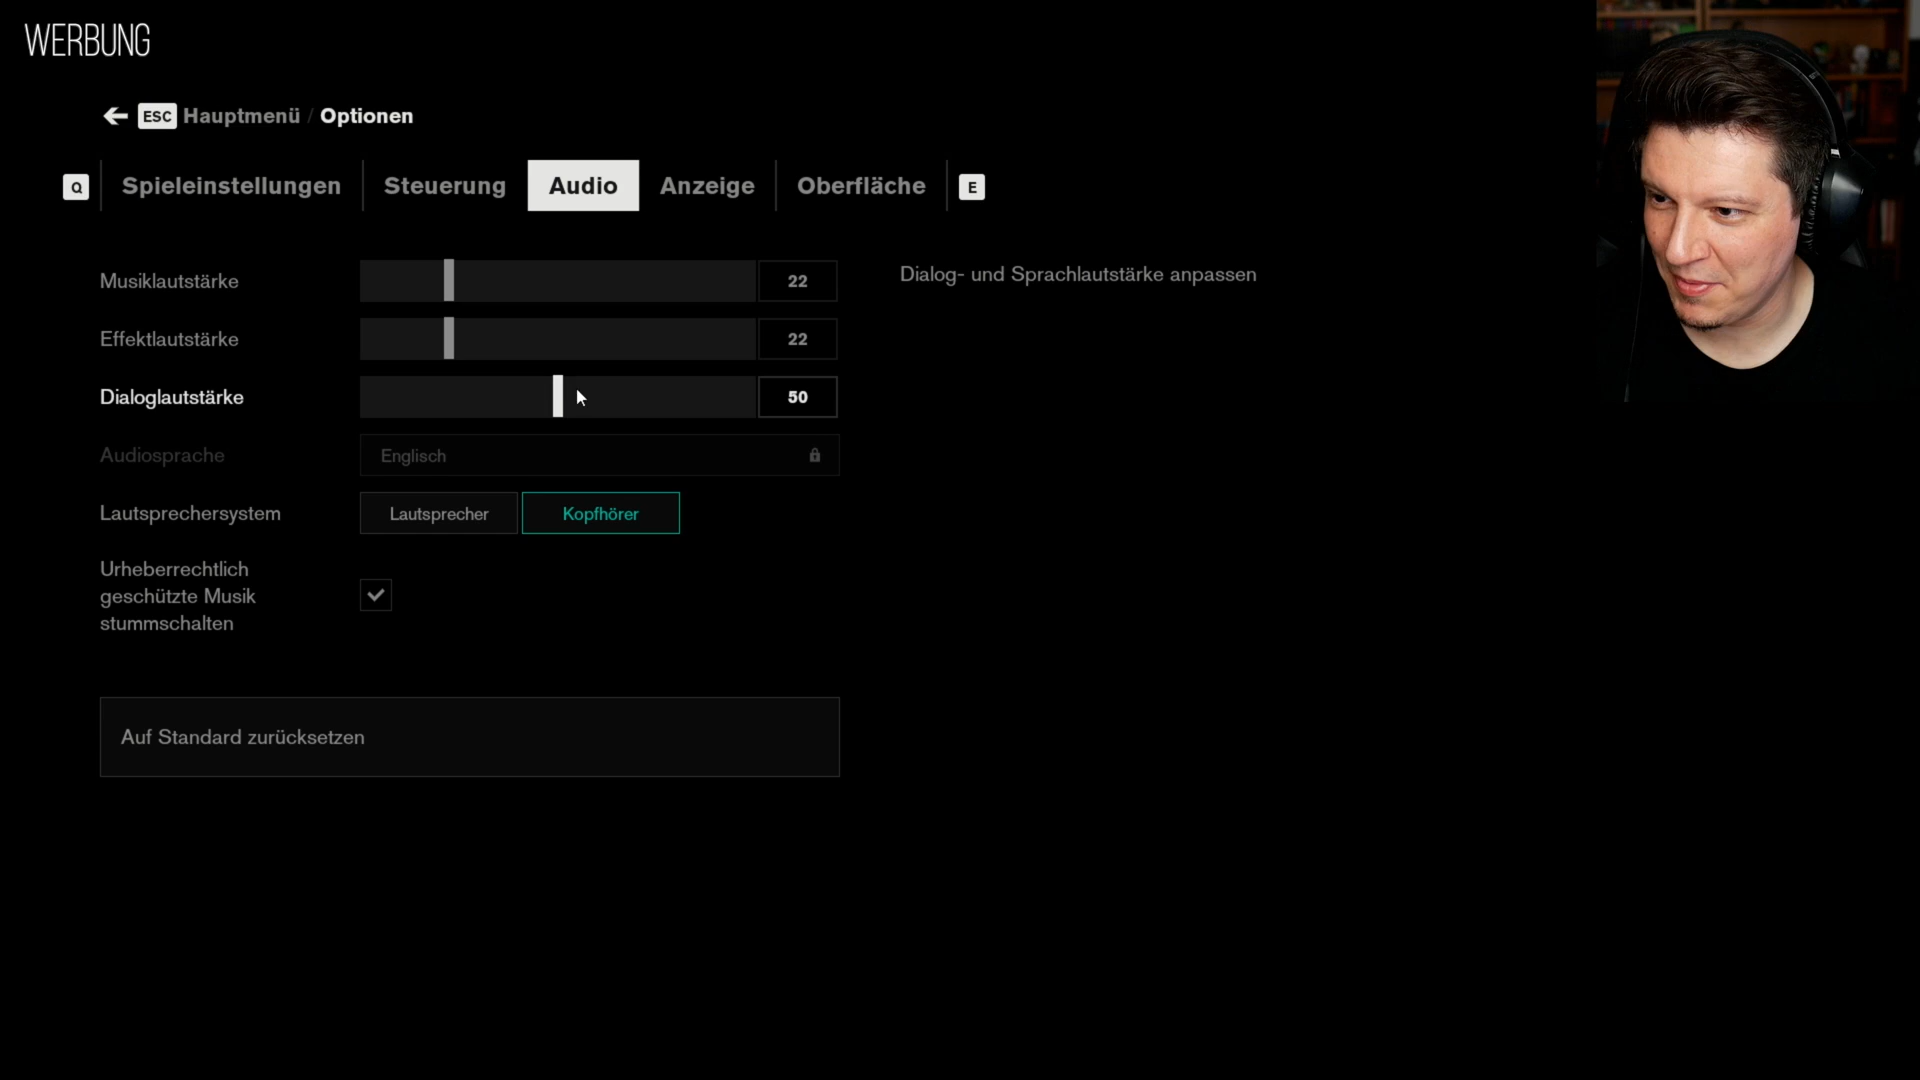 WERBUNG
ESC Hauptmenü / Optionen
Q Spieleinstellungen Steuerung Audio Anzeige Oberfläche E
Musiklautstärke 22
Dialog- und Sprachlautstärke anpassen
Effektlautstärke 22
Dialoglautstärke 50
Audiosprache Englisch
Lautsprechersystem Lautsprecher Kopfhörer
Urheberrechtlich
geschützte Musik
stummschalten
Auf Standard zurücksetzen